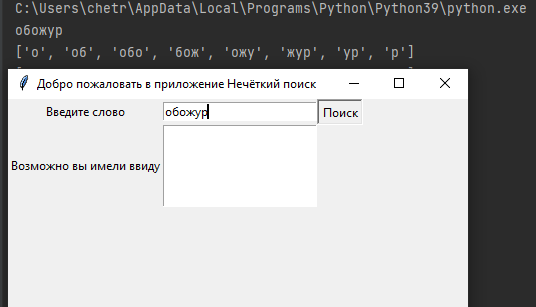 C:\Users\chetr\AppData\Local\Programs\Python\Python39\python.exe
обожур
['о', 'об', 'обо', 'бож', 'ожу', 'жур', 'ур', 'р']
Добро пожаловать в приложение Нечёткий поиск
Введите слово
обожур
Поиск
Возможно вы имели ввиду